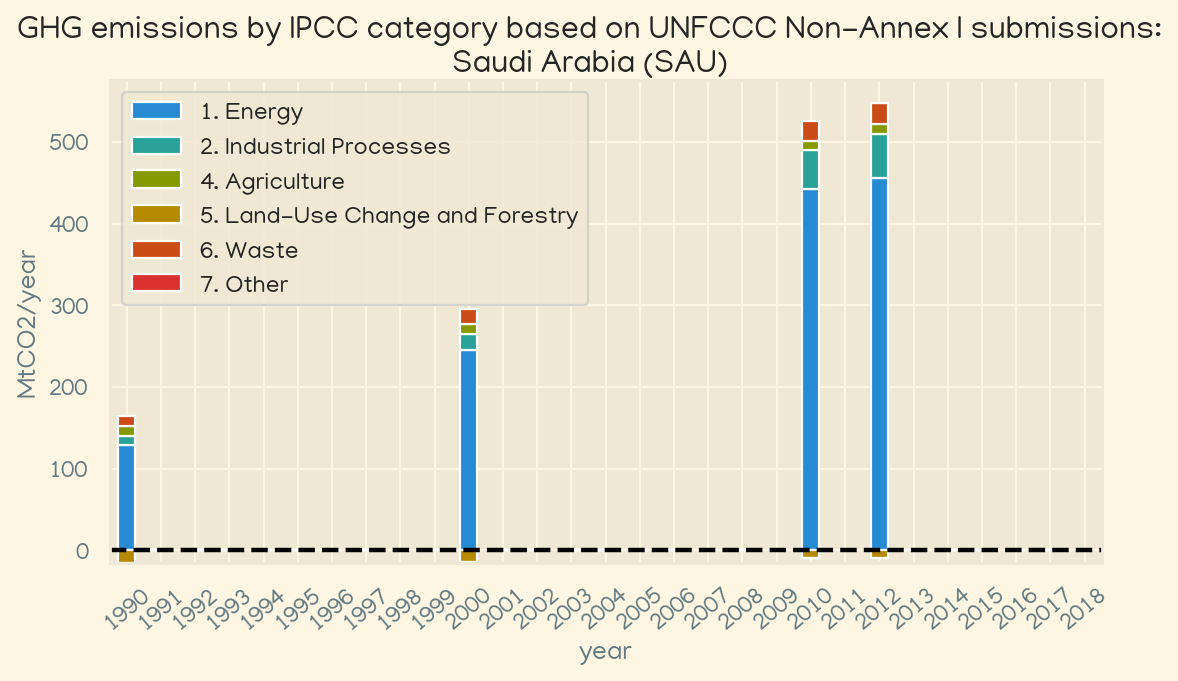 GHG emissions by IPCC category based on UNFCCC Non-Annex I submissions:
Saudi Arabia (SAU)
1. Energy
2. Industrial Processes
4. Agriculture
5. Land-Use Change and Forestry
6. Waste
7. Other
MtCO2/year
500
400
300
200
100
0
1990 1991 1992 1993 1994 1995 1996 1997 1998 1999 2000 2001 2002 2003 2004 2005 2006 2007 2008 2009 2010 2011 2012 2013 2014 2015 2016 2017 2018
year